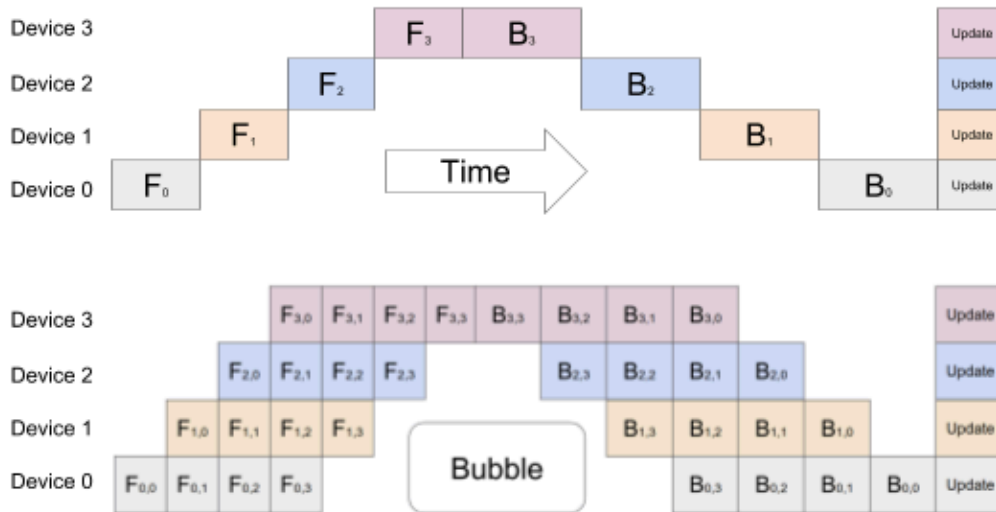 Device 3 F₃ B₃ Update
Device 2 F₂ B₂ Update
Device 1 F₁ B₁ Update
Time
Device 0 F₀ B₀ Update
Device 3 F₃,₀ F₃,₁ F₃,₂ F₃,₃ B₃,₃ B₃,₂ B₃,₁ B₃,₀ Update
Device 2 F₂,₀ F₂,₁ F₂,₂ F₂,₃ B₂,₃ B₂,₂ B₂,₁ B₂,₀ Update
Device 1 F₁,₀ F₁,₁ F₁,₂ F₁,₃ B₁,₃ B₁,₂ B₁,₁ B₁,₀ Update
Bubble
Device 0 F₀,₀ F₀,₁ F₀,₂ F₀,₃ B₀,₃ B₀,₂ B₀,₁ B₀,₀ Update